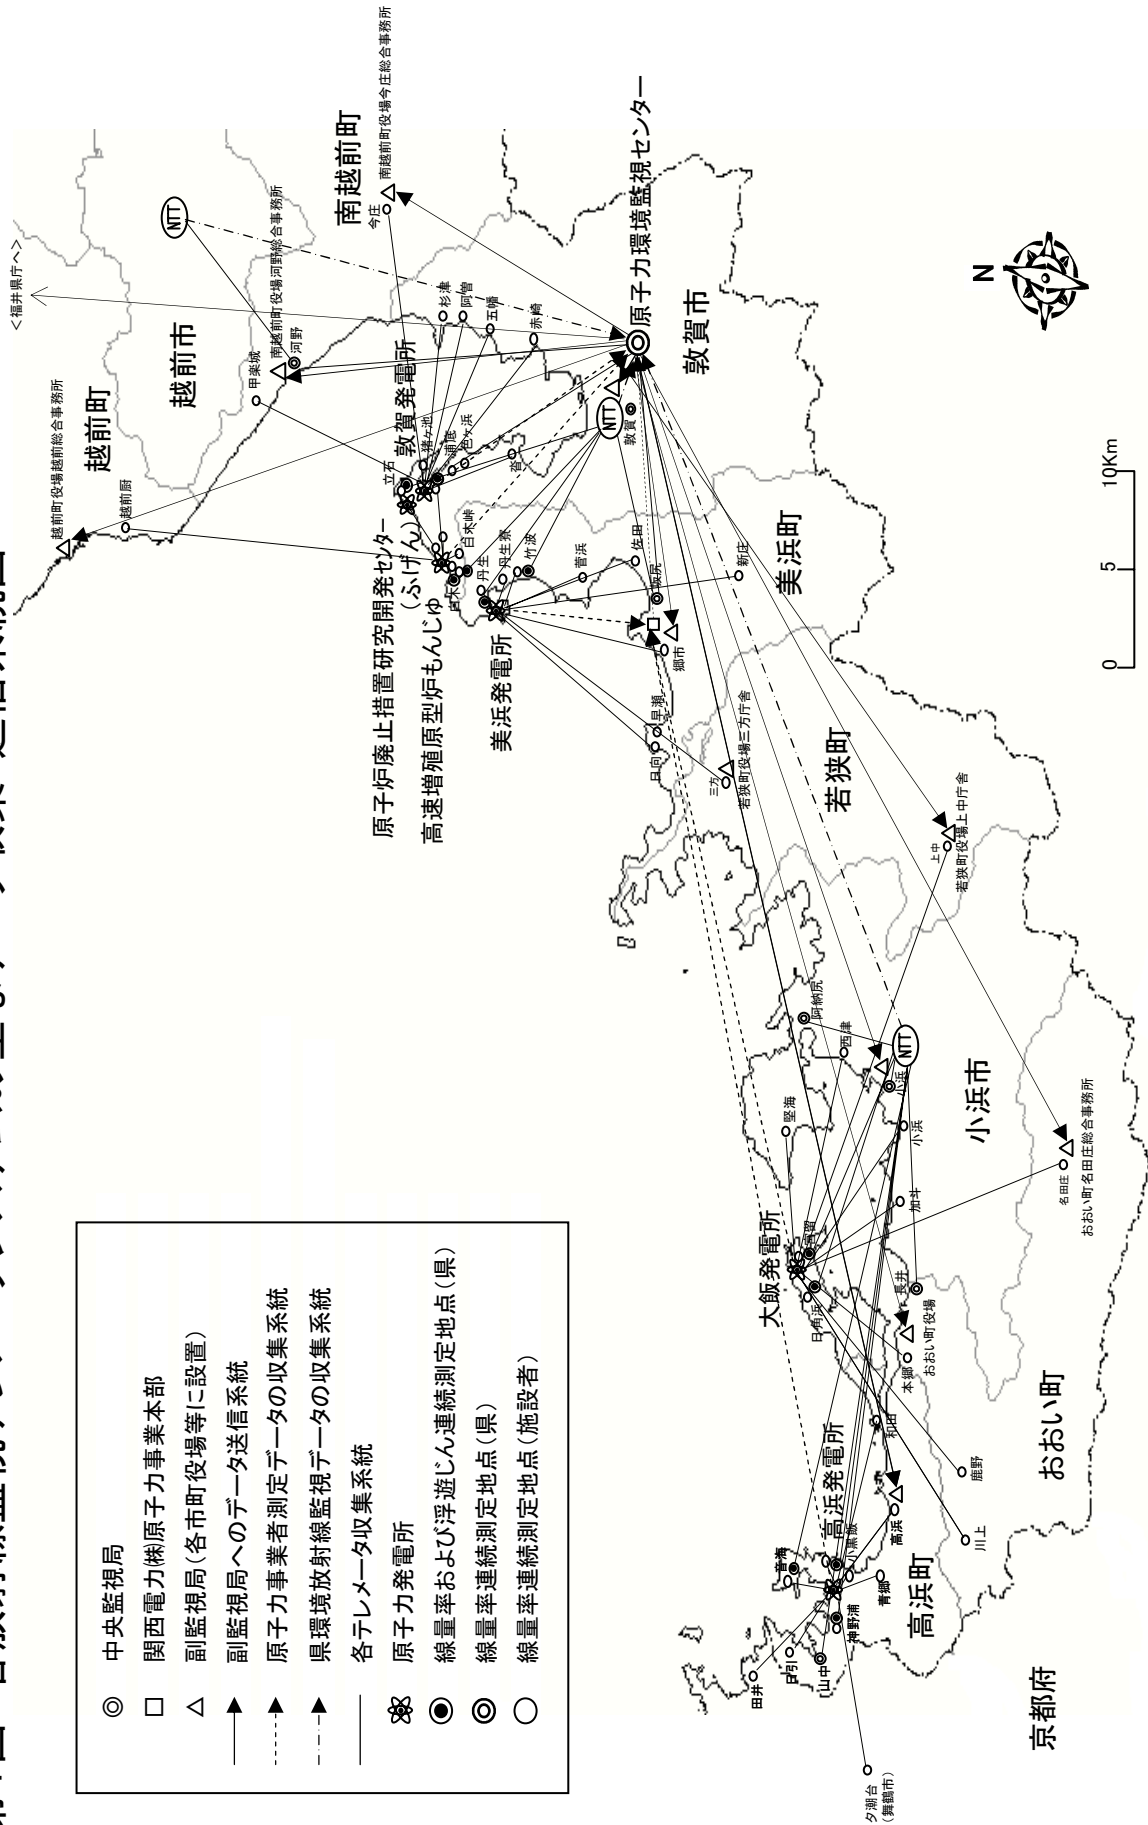 中央監視局
関西電力(株)原子力事業本部
副監視局(各市町役場等に設置)
副監視局へのデータ送信系統
原子力事業者測定データの収集系統
県環境放射線監視データの収集系統
各テレメータ収集系統
原子力発電所
線量率および浮遊じん連続測定地点(県)
線量率連続測定地点(県)
線量率連続測定地点(施設者)
<福井県庁へ>
越前町役場越前総合事務所
越前町
越前厨
越前市
甲楽城
南越前町役場河野総合事務所
河野
NTT
南越前町
今庄
南越前町役場今庄総合事務所
杉津
阿曽
五幡
赤崎
敦賀発電所
立石
猪ヶ池
浦底
色ヶ浜
沓
原子炉廃止措置研究開発センター
(ふげん)
高速増殖原型炉もんじゅ
白木
白木峠
美浜発電所
丹生
丹生寮
竹波
菅浜
佐田
坂尻
新庄
郷市
早瀬
日向
美浜町
NTT
敦賀
原子力環境監視センター
敦賀市
三方
若狭町役場三方庁舎
若狭町
上中
若狭町役場上中庁舎
阿納尻
西津
堅海
NTT
小浜
小浜
小浜市
加斗
名田庄
おおい町名田庄総合事務所
大飯発電所
宮留
日角浜
長井
本郷
おおい町役場
おおい町
和田
鹿野
川上
高浜発電所
小黒飯
音海
高浜
青郷
神野浦
高浜町
山中
日引
田井
夕潮台
(舞鶴市)
京都府
N
0
5
10Km